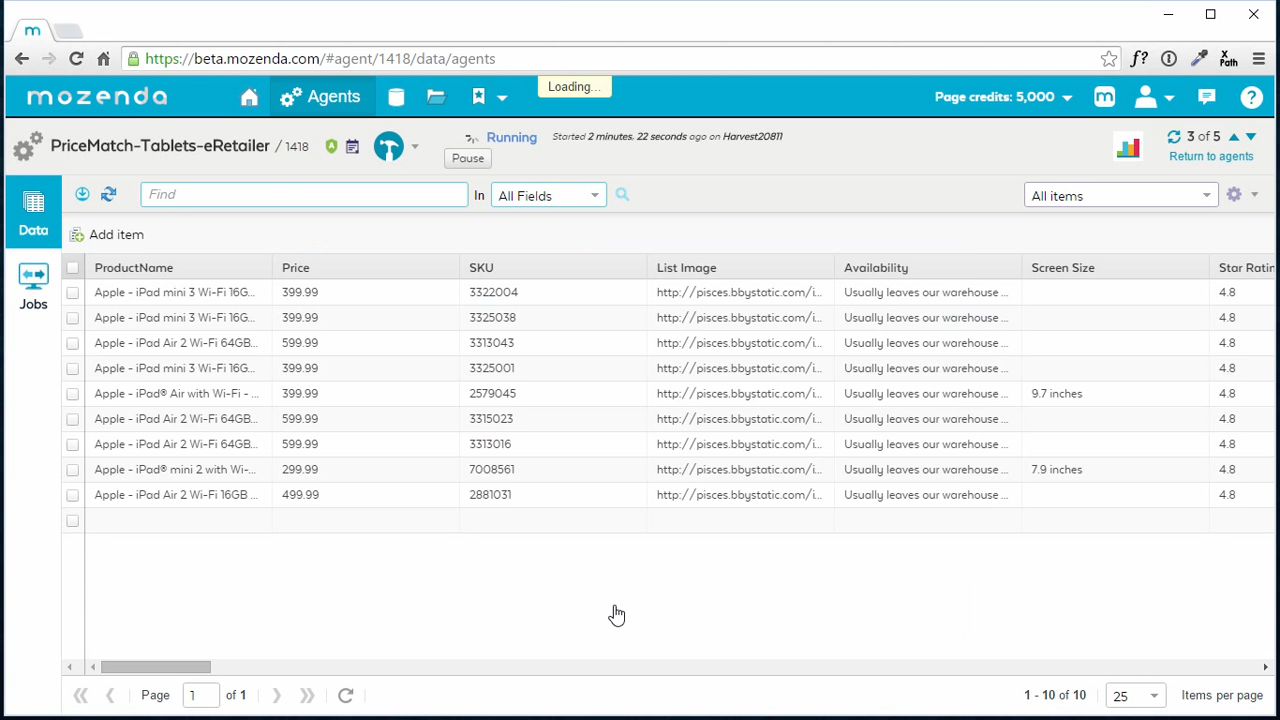 m
https://beta.mozenda.com/#agent/1418/data/agents
f?
X
Path
mozenda
Agents
Loading...
Page credits: 5,000
m
?
PriceMatch-Tablets-eRetailer / 1418
A
Running
Started 2 minutes, 22 seconds ago on Harvest20811
Pause
3 of 5
Return to agents
Data
Find
In
All Fields
All items
Add item
Jobs
ProductName Price SKU List Image Availability Screen Size Star Ratin
Apple - iPad mini 3 Wi-Fi 16G... 399.99 3322004 http://pisces.bbystatic.com/i... Usually leaves our warehouse ... 4.8
Apple - iPad mini 3 Wi-Fi 16G... 399.99 3325038 http://pisces.bbystatic.com/i... Usually leaves our warehouse ... 4.8
Apple - iPad Air 2 Wi-Fi 64GB... 599.99 3313043 http://pisces.bbystatic.com/i... Usually leaves our warehouse ... 4.8
Apple - iPad mini 3 Wi-Fi 16G... 399.99 3325001 http://pisces.bbystatic.com/i... Usually leaves our warehouse ... 4.8
Apple - iPad® Air with Wi-Fi - ... 399.99 2579045 http://pisces.bbystatic.com/i... Usually leaves our warehouse ... 9.7 inches 4.8
Apple - iPad Air 2 Wi-Fi 64GB... 599.99 3315023 http://pisces.bbystatic.com/i... Usually leaves our warehouse ... 4.8
Apple - iPad Air 2 Wi-Fi 64GB... 599.99 3313016 http://pisces.bbystatic.com/i... Usually leaves our warehouse ... 4.8
Apple - iPad® mini 2 with Wi-... 299.99 7008561 http://pisces.bbystatic.com/i... Usually leaves our warehouse ... 7.9 inches 4.8
Apple - iPad Air 2 Wi-Fi 16GB ... 499.99 2881031 http://pisces.bbystatic.com/i... Usually leaves our warehouse ... 4.8
Page 1 of 1
1 - 10 of 10 25 Items per page